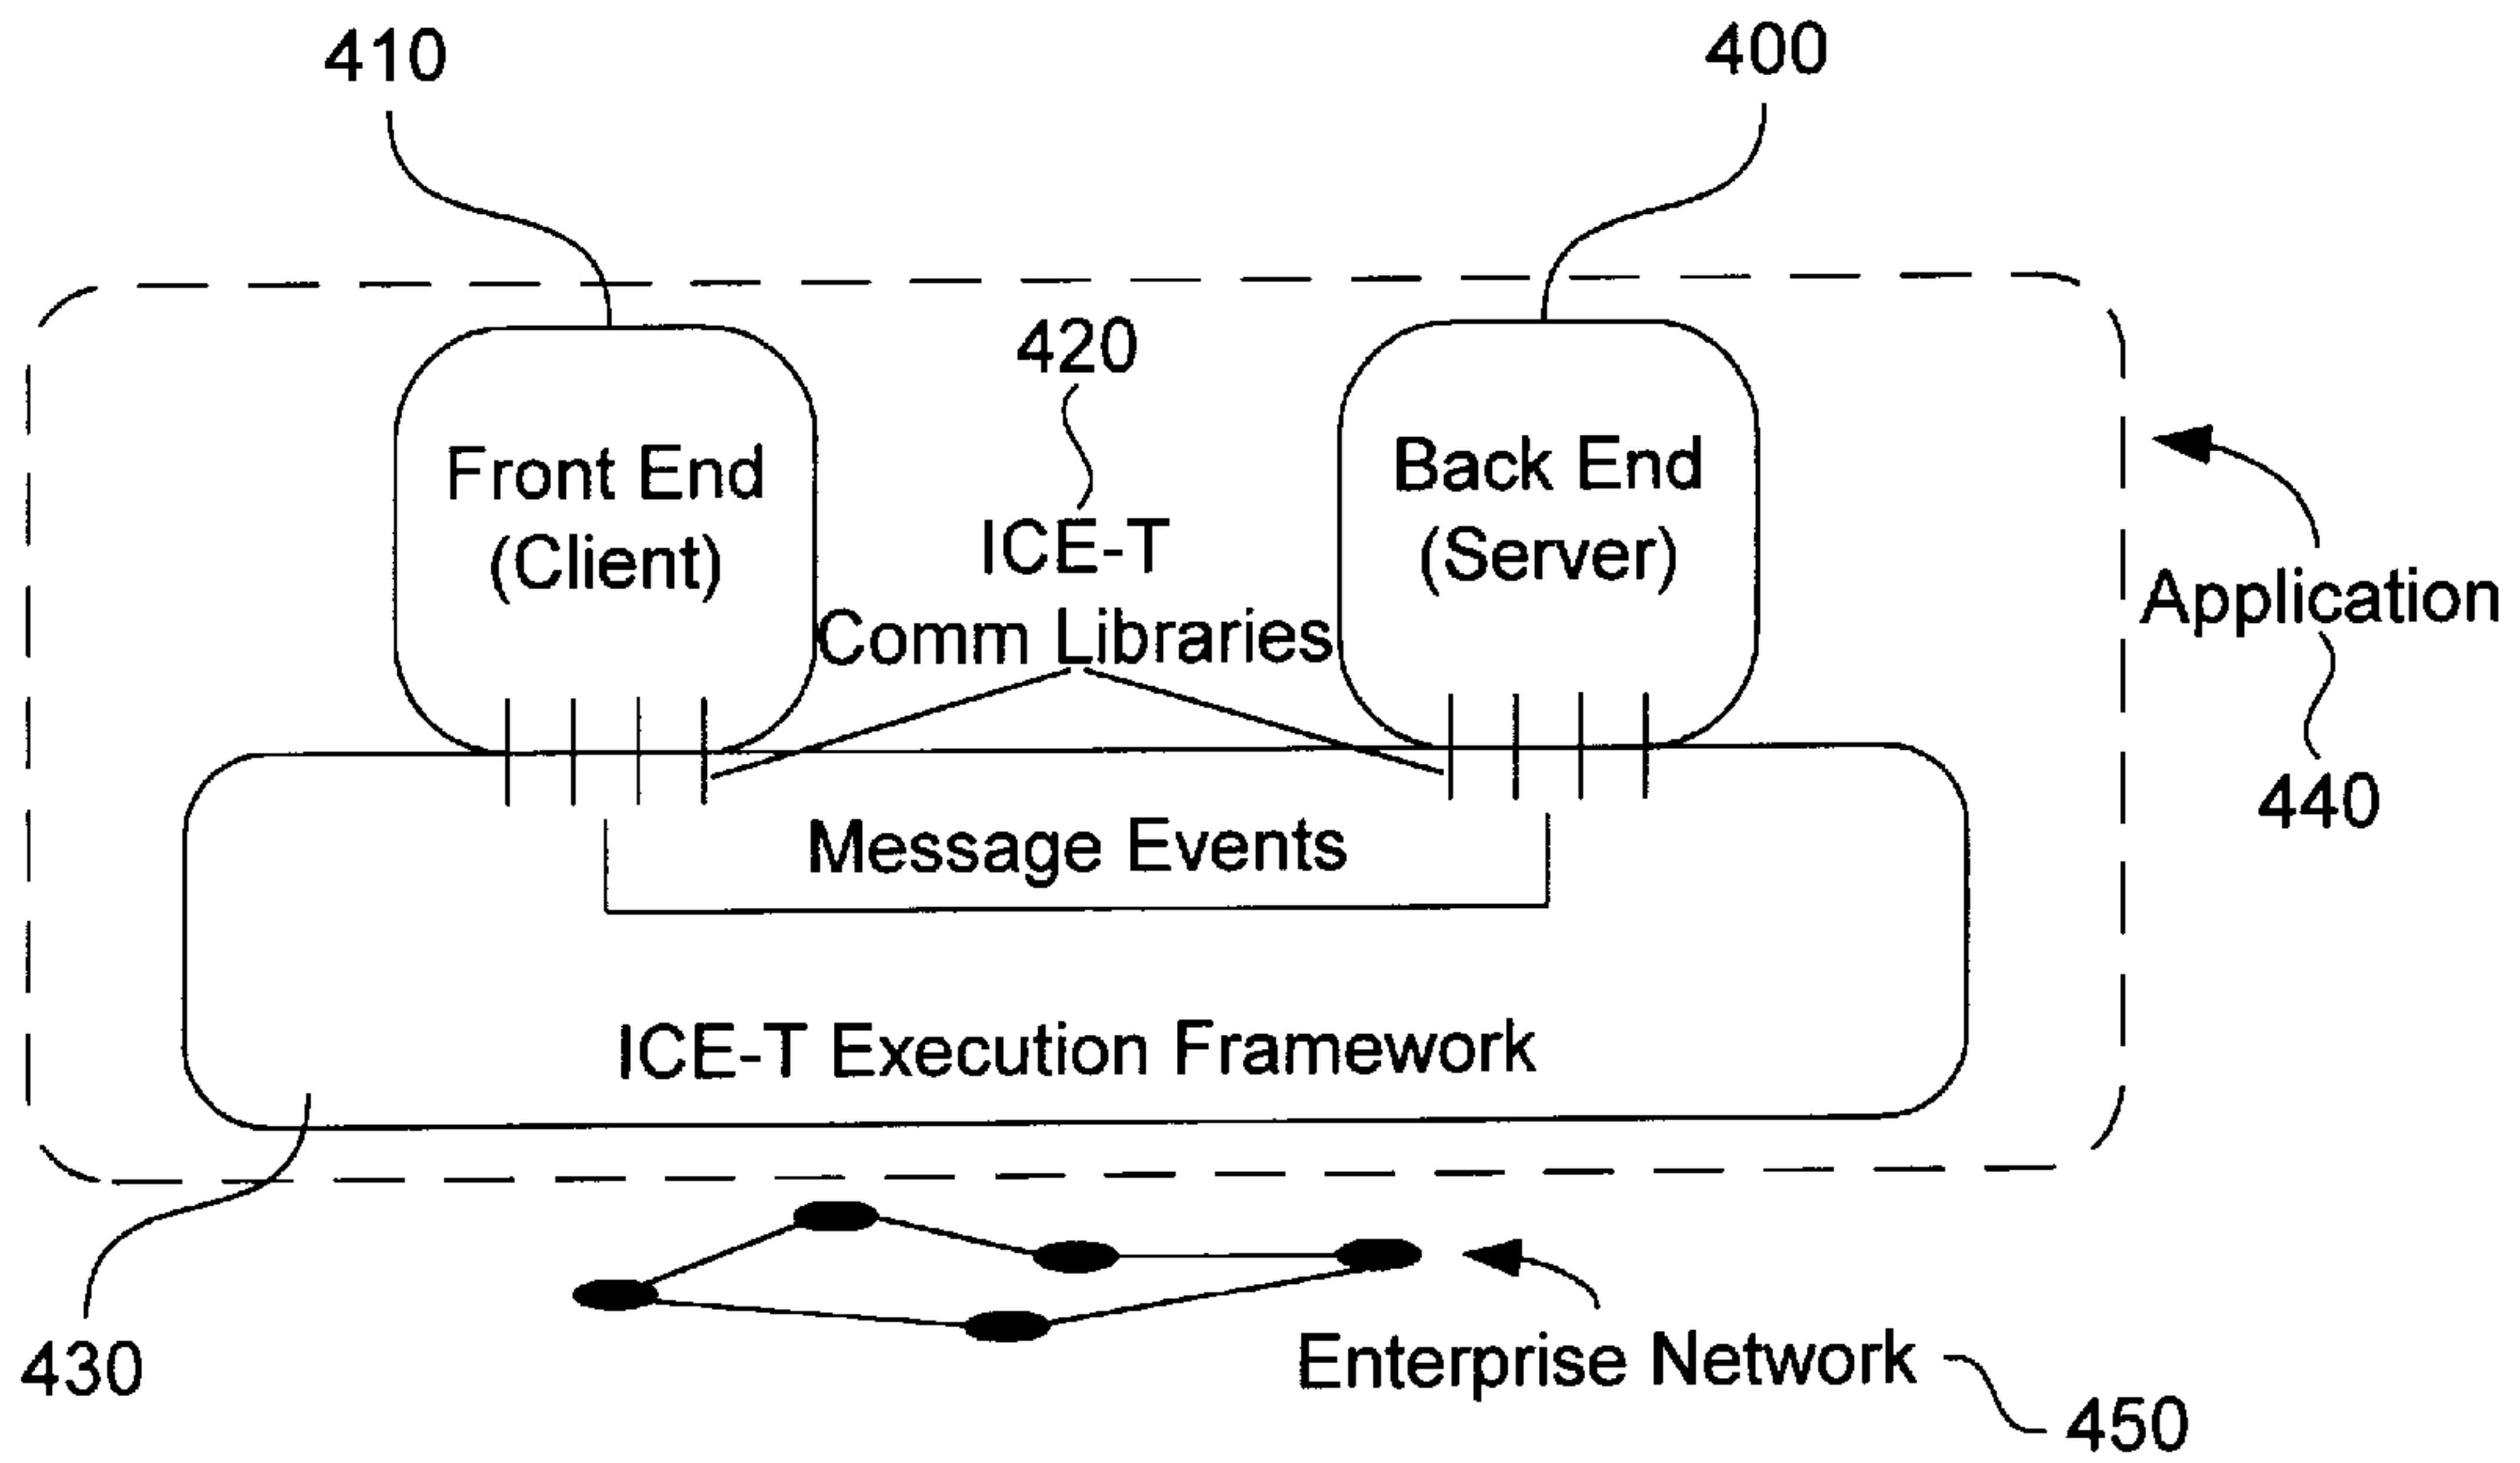 410
400
420
Front End
(Client)
ICE-T
Comm Libraries
Back End
(Server)
Application
440
Message Events
ICE-T Execution Framework
430
Enterprise Network
450